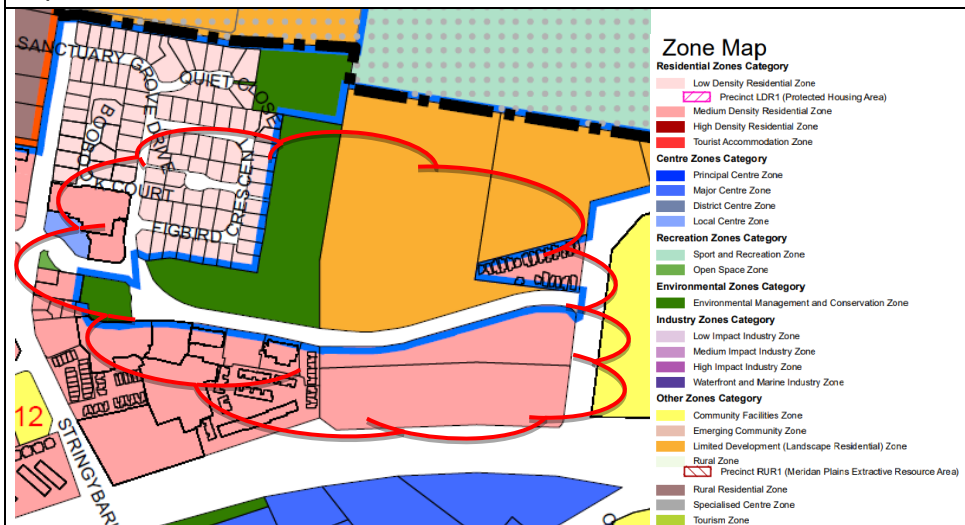 SANCTUARY GROVE DRIVE
QUIET CLOSE
COURT
CRESCENT
FIGBIRD
12
STRINGYBAR
Zone Map
Residential Zones Category
Low Density Residential Zone
Precinct LDR1 (Protected Housing Area)
Medium Density Residential Zone
High Density Residential Zone
Tourist Accommodation Zone
Centre Zones Category
Principal Centre Zone
Major Centre Zone
District Centre Zone
Local Centre Zone
Recreation Zones Category
Sport and Recreation Zone
Open Space Zone
Environmental Zones Category
Environmental Management and Conservation Zone
Industry Zones Category
Low Impact Industry Zone
Medium Impact Industry Zone
High Impact Industry Zone
Waterfront and Marine Industry Zone
Other Zones Category
Community Facilities Zone
Emerging Community Zone
Limited Development (Landscape Residential) Zone
Rural Zone
Precinct RUR1 (Meridan Plains Extractive Resource Area)
Rural Residential Zone
Specialised Centre Zone
Tourism Zone